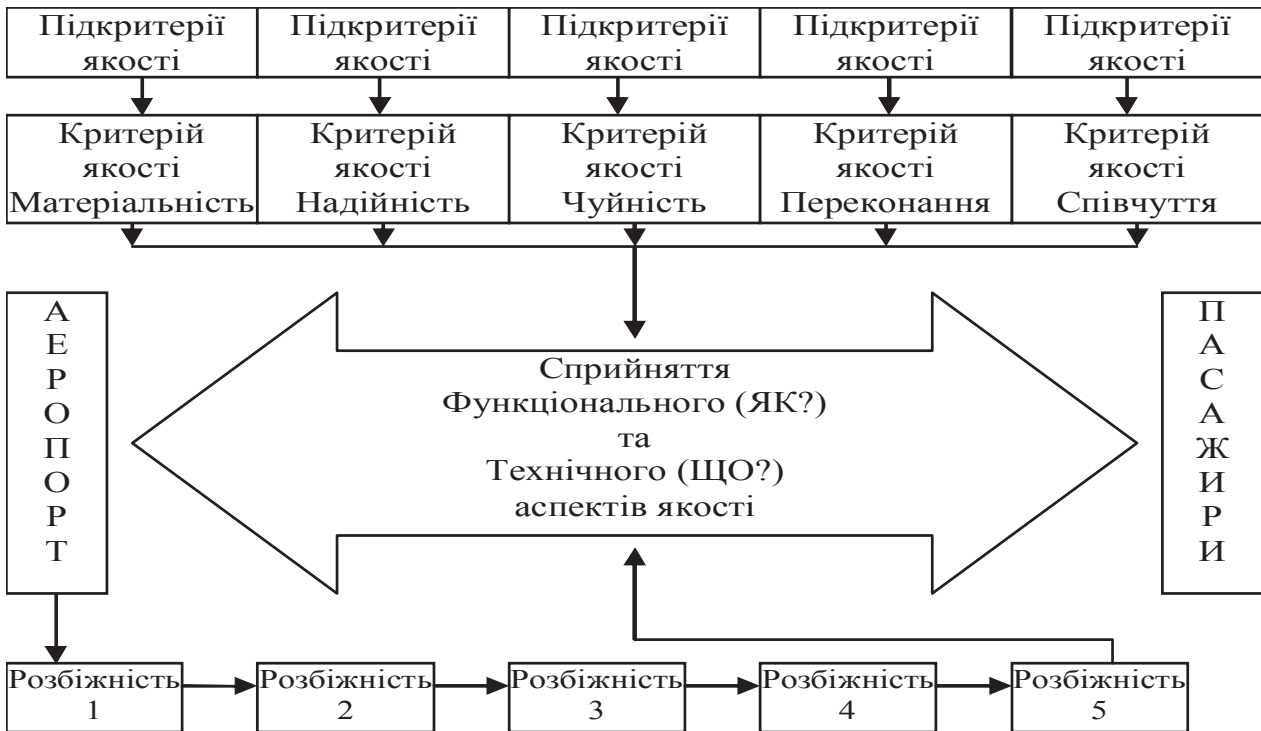 Підкритерії
якості
Підкритерії
якості
Підкритерії
якості
Підкритерії
якості
Підкритерії
якості
Критерій
якості
Матеріальність
Критерій
якості
Надійність
Критерій
якості
Чуйність
Критерій
якості
Переконання
Критерій
якості
Співчуття
А
Е
Р
О
П
О
Р
Т
Сприйняття
Функціонального (ЯК?)
та
Технічного (ЩО?)
аспектів якості
П
А
С
А
Ж
И
Р
И
Розбіжність
1
Розбіжність
2
Розбіжність
3
Розбіжність
4
Розбіжність
5